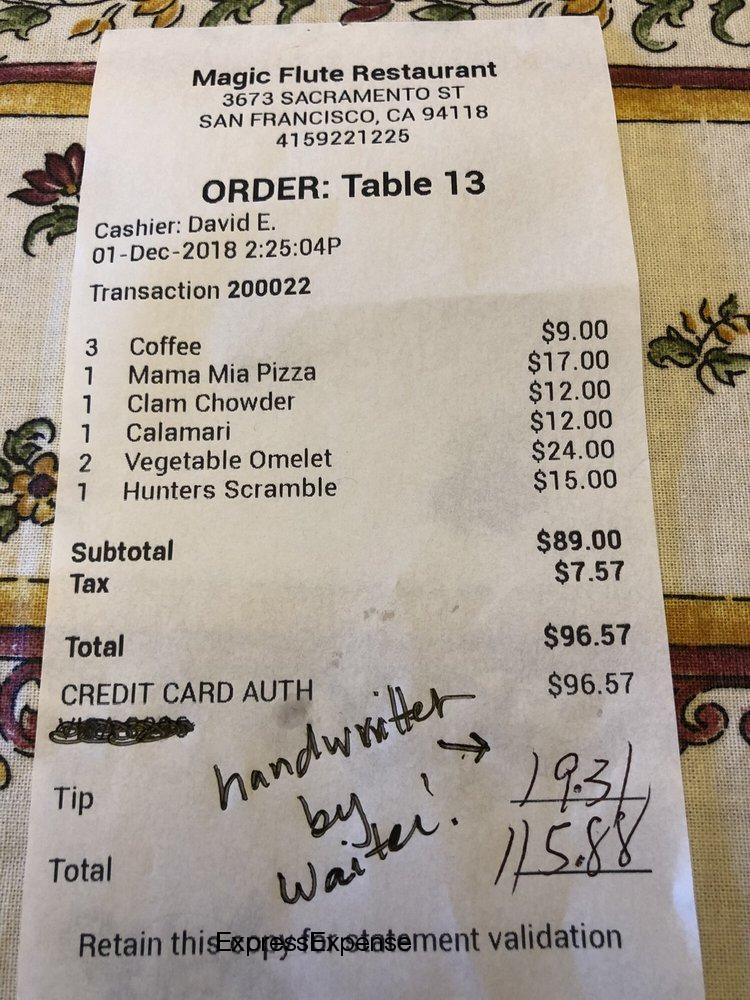 Magic Flute Restaurant
3673 SACRAMENTO ST
SAN FRANCISCO, CA 94118
4159221225
ORDER: Table 13
Cashier: David E.
01-Dec-2018 2:25:04P
Transaction 200022
3 Coffee $9.00
1 Mama Mia Pizza $17.00
1 Clam Chowder $12.00
1 Calamari $12.00
2 Vegetable Omelet $24.00
1 Hunters Scramble $15.00
Subtotal $89.00
Tax $7.57
Total $96.57
CREDIT CARD AUTH $96.57
handwritten →
by
waiter!
Tip 19.31
Total 115.88
Retain this copy for statement validation
ExpressExpense